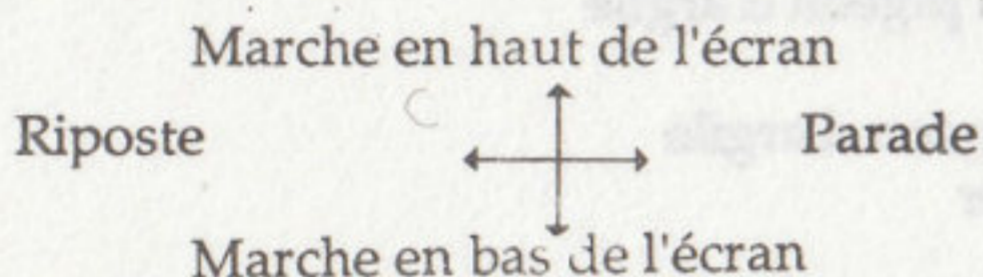 Marche en haut de l'écran
Riposte Parade
Marche en bas de l'écran